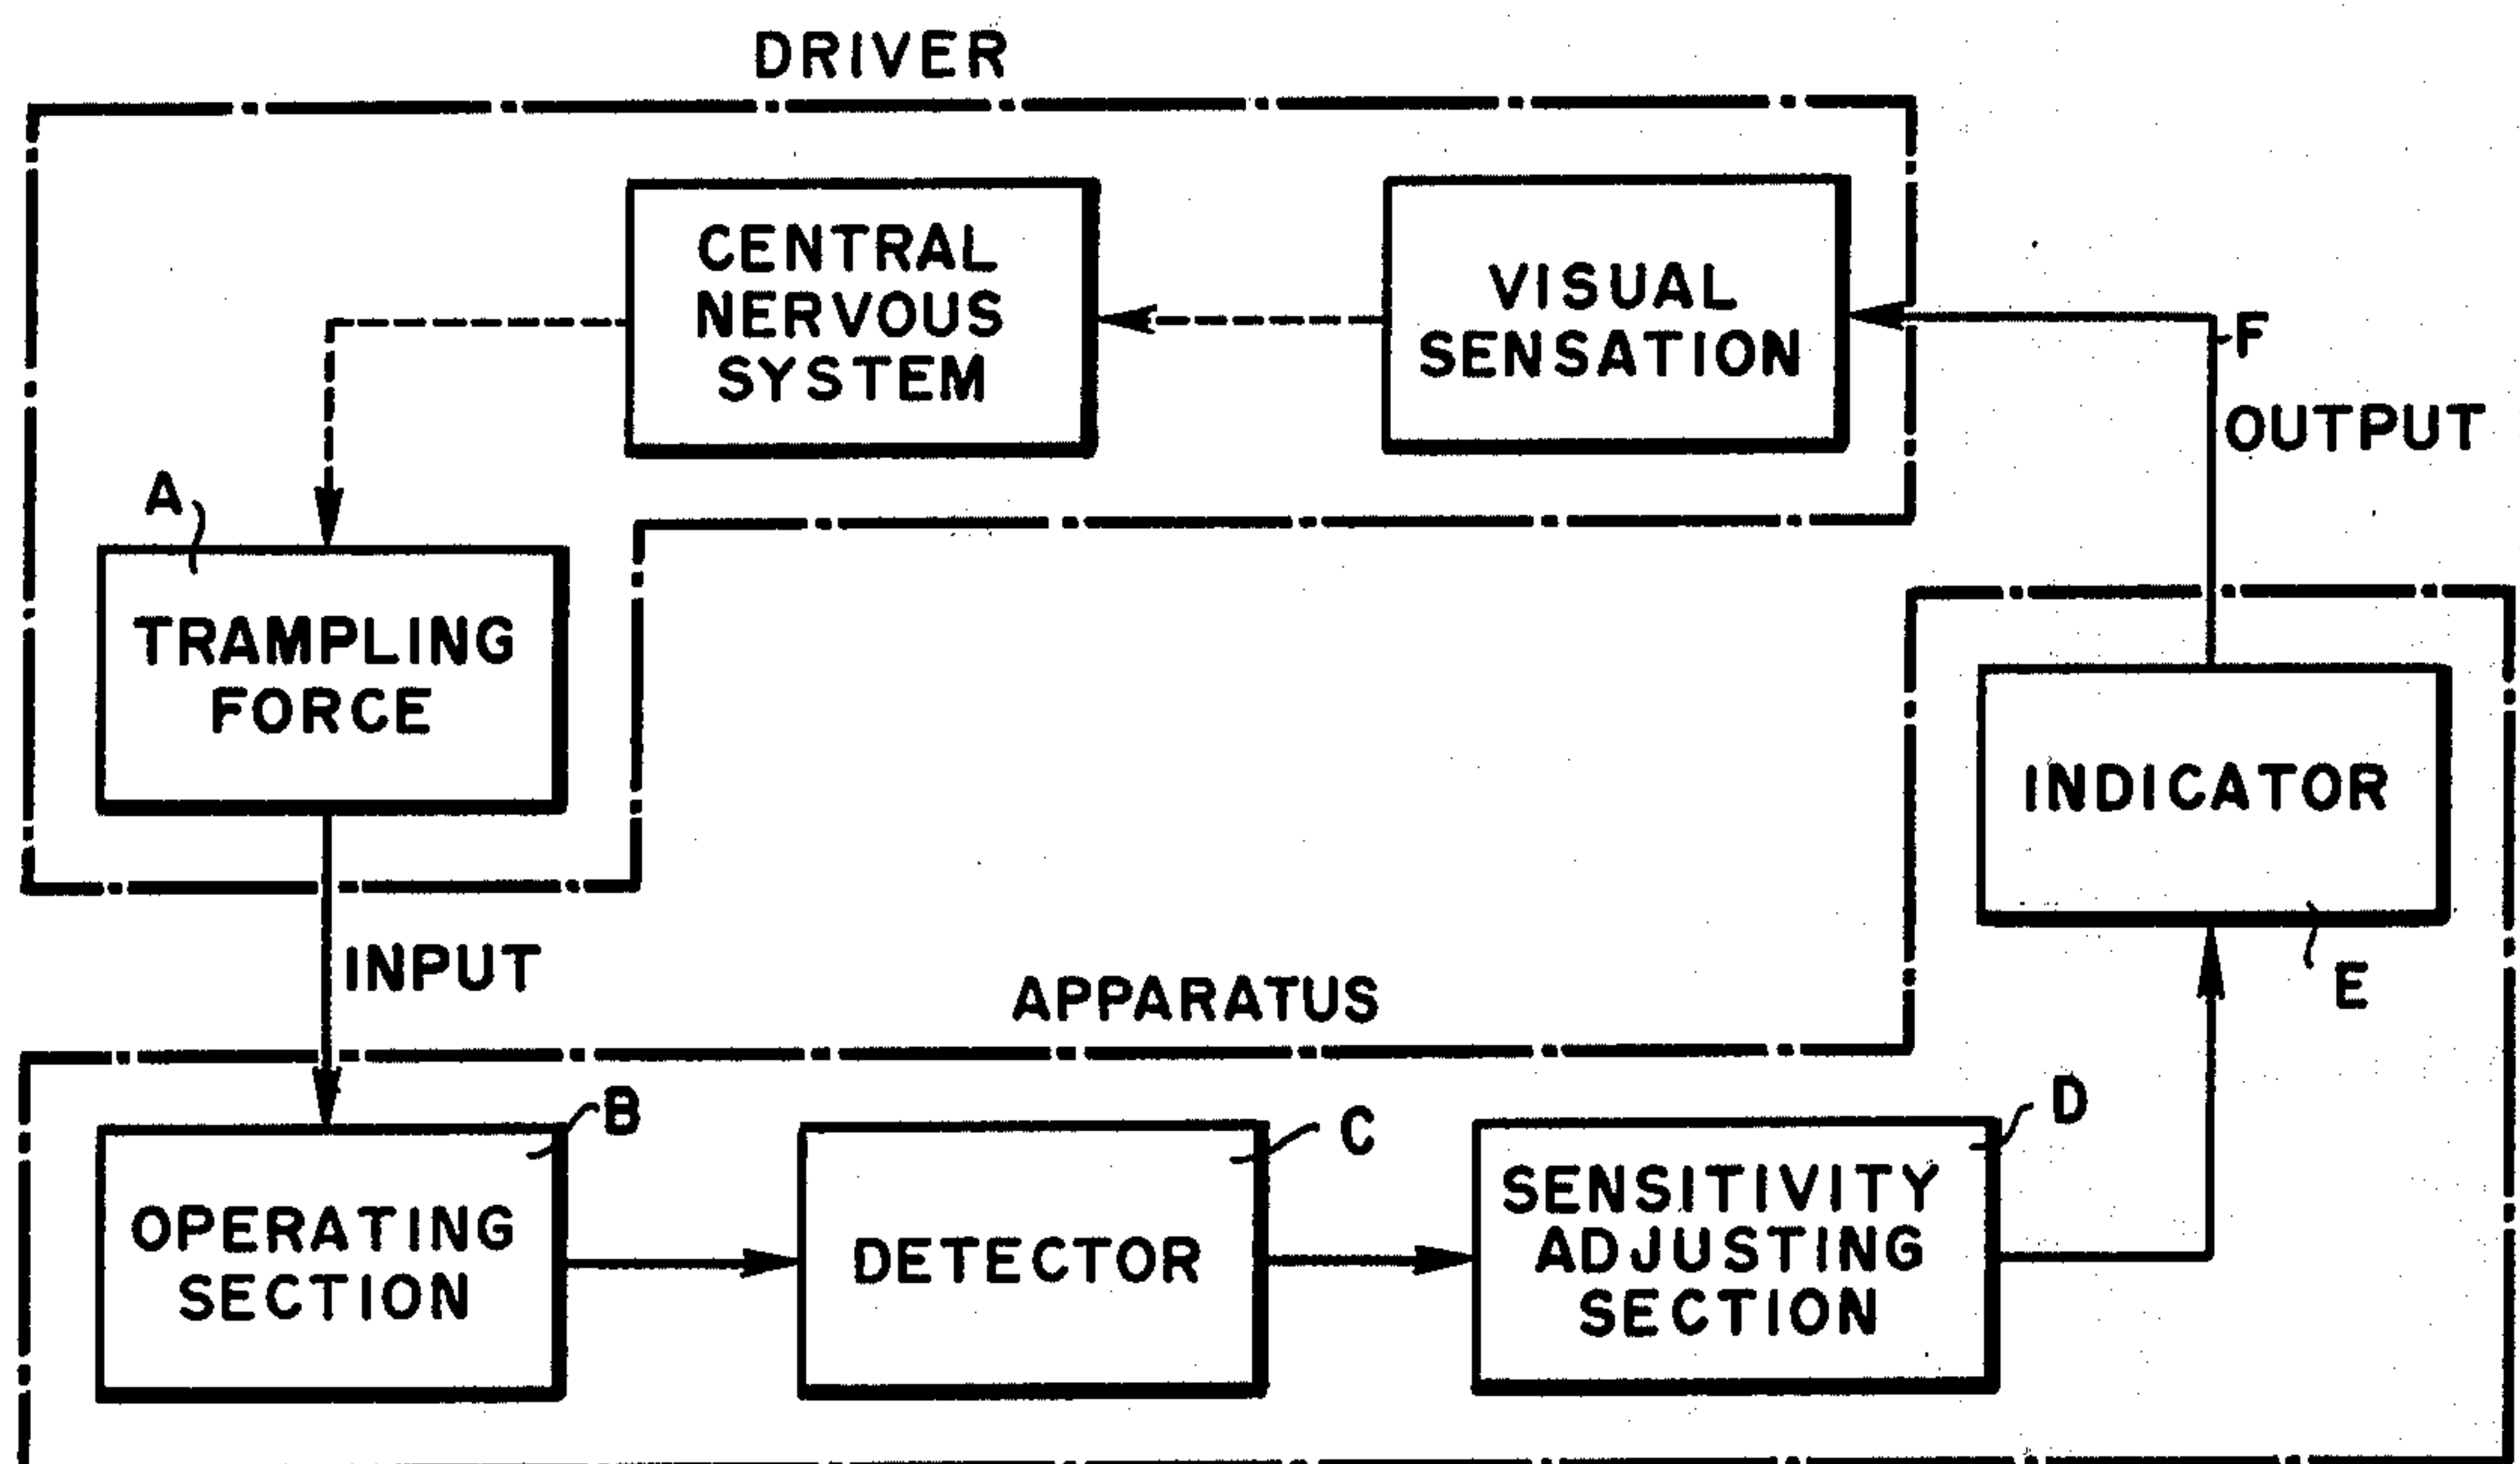 DRIVER
CENTRAL
NERVOUS
SYSTEM
VISUAL
SENSATION
F
OUTPUT
A
TRAMPLING
FORCE
INDICATOR
E
INPUT
APPARATUS
B
OPERATING
SECTION
C
DETECTOR
D
SENSITIVITY
ADJUSTING
SECTION